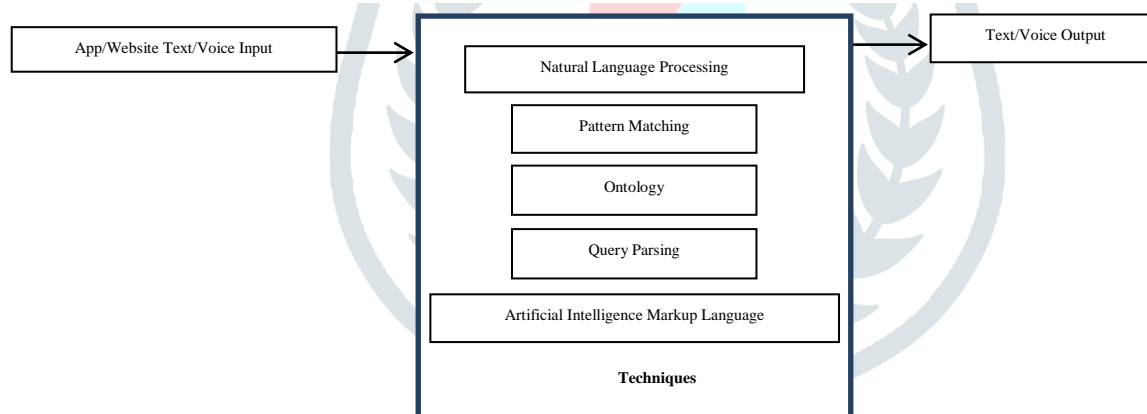 App/Website Text/Voice Input
Natural Language Processing
Pattern Matching
Ontology
Query Parsing
Artificial Intelligence Markup Language
Techniques
Text/Voice Output